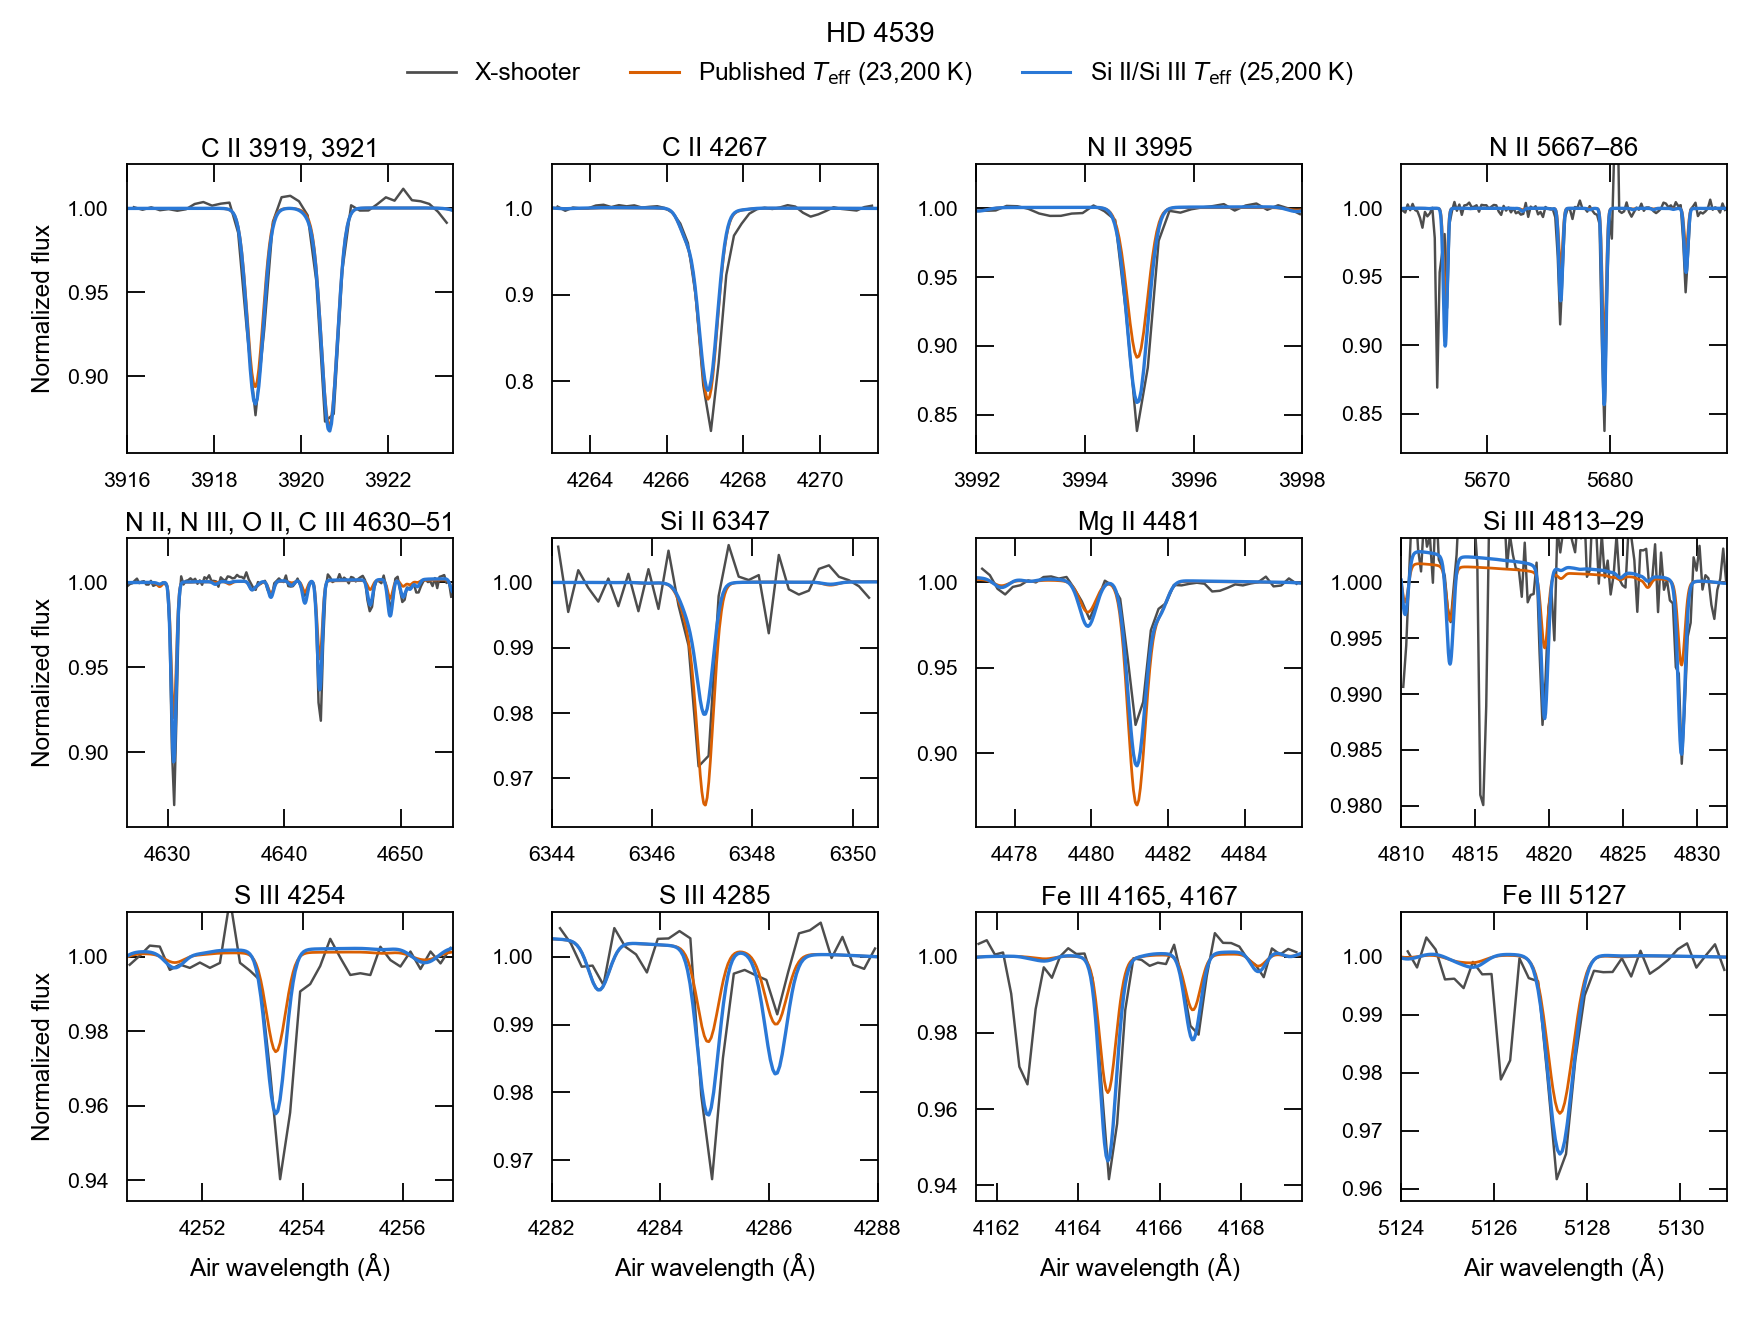 HD 4539
X-shooter
Published Teff (23,200 K)
Si II/Si III Teff (25,200 K)
C II 3919, 3921
C II 4267
N II 3995
N II 5667–86
Normalized flux
1.00
0.95
0.90
3916 3918 3920 3922
1.0
0.9
0.8
4264 4266 4268 4270
1.00
0.95
0.90
0.85
3992 3994 3996 3998
1.00
0.95
0.90
0.85
5670 5680
N II, N III, O II, C III 4630–51
Si II 6347
Mg II 4481
Si III 4813–29
Normalized flux
1.00
0.95
0.90
4630 4640 4650
1.00
0.99
0.98
0.97
6344 6346 6348 6350
1.00
0.95
0.90
4478 4480 4482 4484
1.000
0.995
0.990
0.985
0.980
4810 4815 4820 4825 4830
S III 4254
S III 4285
Fe III 4165, 4167
Fe III 5127
Normalized flux
1.00
0.98
0.96
0.94
4252 4254 4256
Air wavelength (Å)
1.00
0.99
0.98
0.97
4282 4284 4286 4288
Air wavelength (Å)
1.00
0.98
0.96
0.94
4162 4164 4166 4168
Air wavelength (Å)
1.00
0.99
0.98
0.97
0.96
5124 5126 5128 5130
Air wavelength (Å)